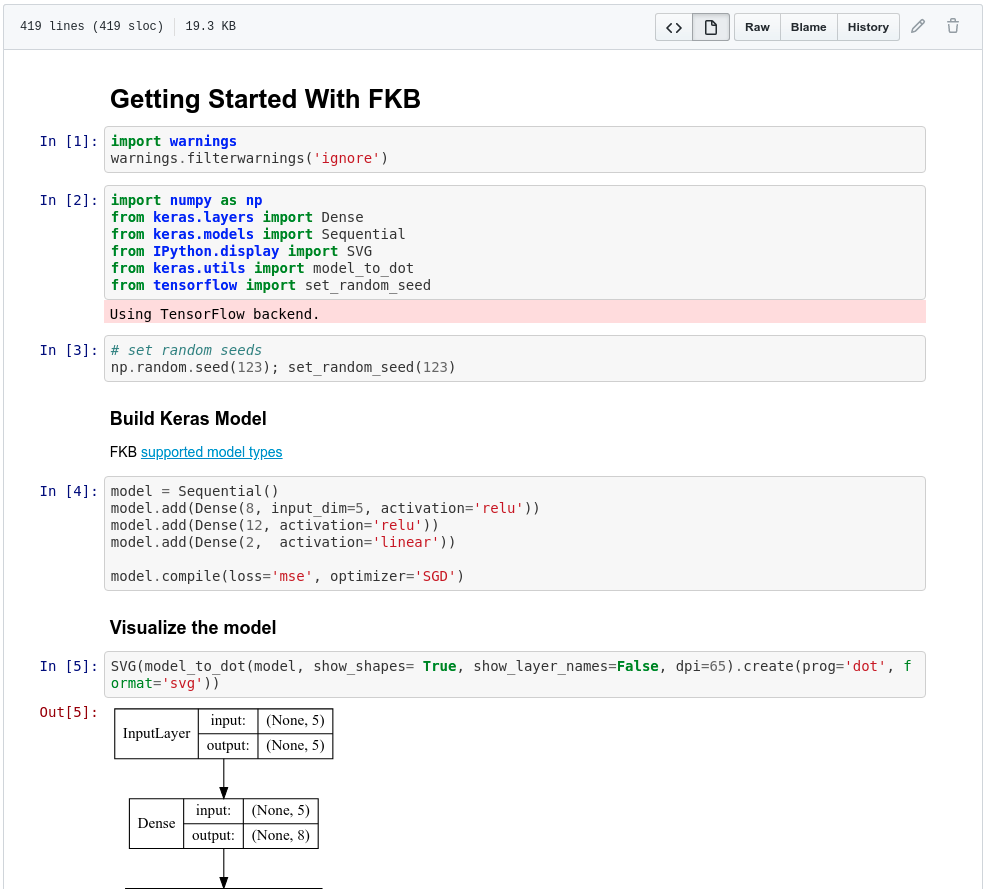 419 lines (419 sloc) 19.3 KB <> Raw Blame History
Getting Started With FKB
In [1]: import warnings
warnings.filterwarnings('ignore')
In [2]: import numpy as np
from keras.layers import Dense
from keras.models import Sequential
from IPython.display import SVG
from keras.utils import model_to_dot
from tensorflow import set_random_seed
Using TensorFlow backend.
In [3]: # set random seeds
np.random.seed(123); set_random_seed(123)
Build Keras Model
FKB supported model types
In [4]: model = Sequential()
model.add(Dense(8, input_dim=5, activation='relu'))
model.add(Dense(12, activation='relu'))
model.add(Dense(2,  activation='linear'))
model.compile(loss='mse', optimizer='SGD')
Visualize the model
In [5]: SVG(model_to_dot(model, show_shapes= True, show_layer_names=False, dpi=65).create(prog='dot', f
ormat='svg'))
Out[5]:
InputLayer input: (None, 5)
output: (None, 5)
Dense input: (None, 5)
output: (None, 8)